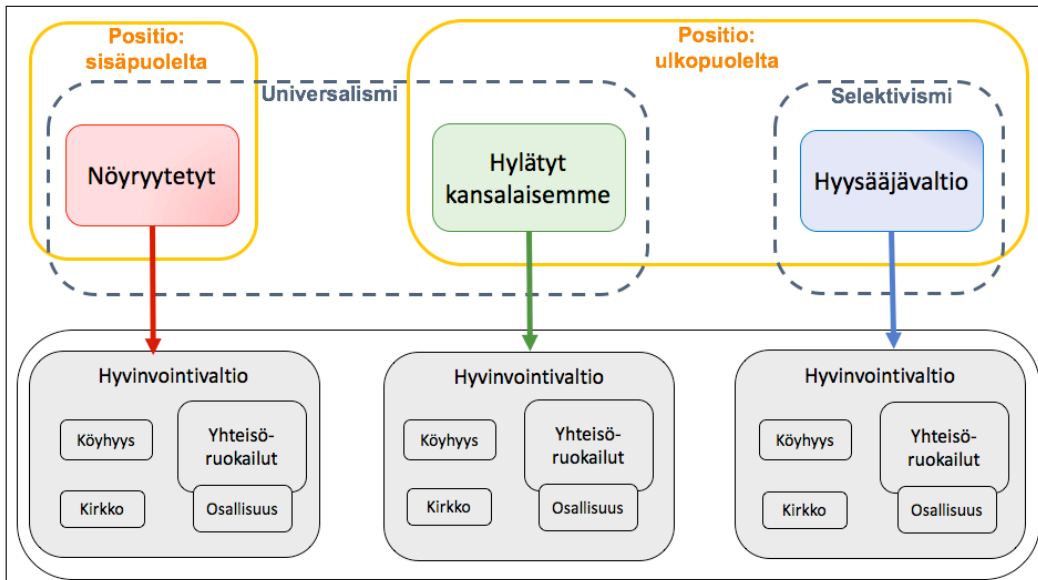 Positio:
sisäpuolelta
Positio:
ulkopuolelta
Universalismi
Selektivismi
Nöyryytetyt
Hylätyt
kansalaisemme
Hyysääjävaltio
Hyvinvointivaltio
Köyhyys
Yhteisö-
ruokailut
Kirkko
Osallisuus
Hyvinvointivaltio
Köyhyys
Yhteisö-
ruokailut
Kirkko
Osallisuus
Hyvinvointivaltio
Köyhyys
Yhteisö-
ruokailut
Kirkko
Osallisuus